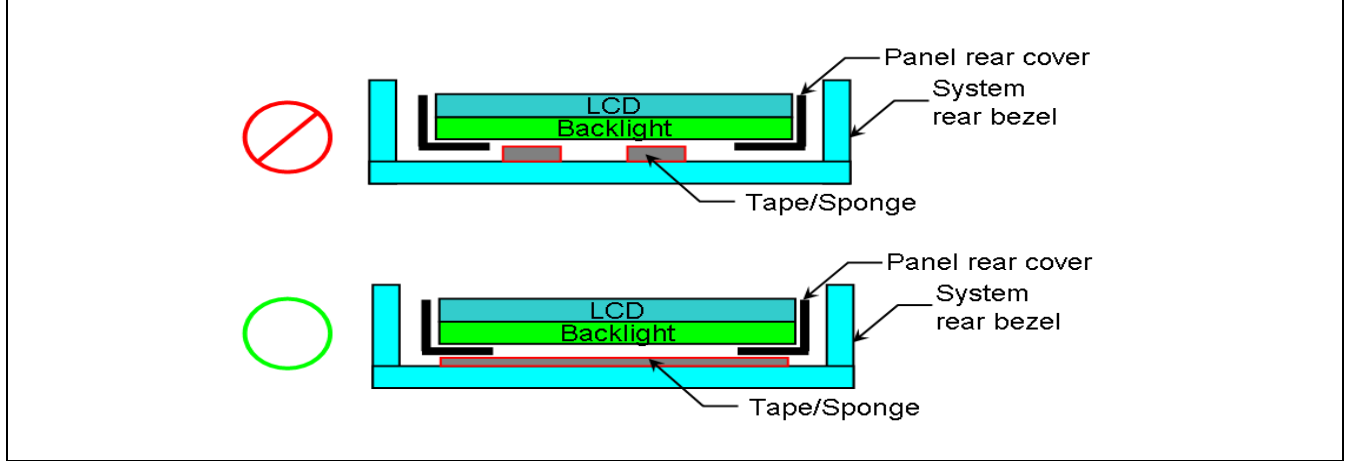 Panel rear cover
System
rear bezel
LCD
Backlight
Tape/Sponge
Panel rear cover
System
rear bezel
LCD
Backlight
Tape/Sponge